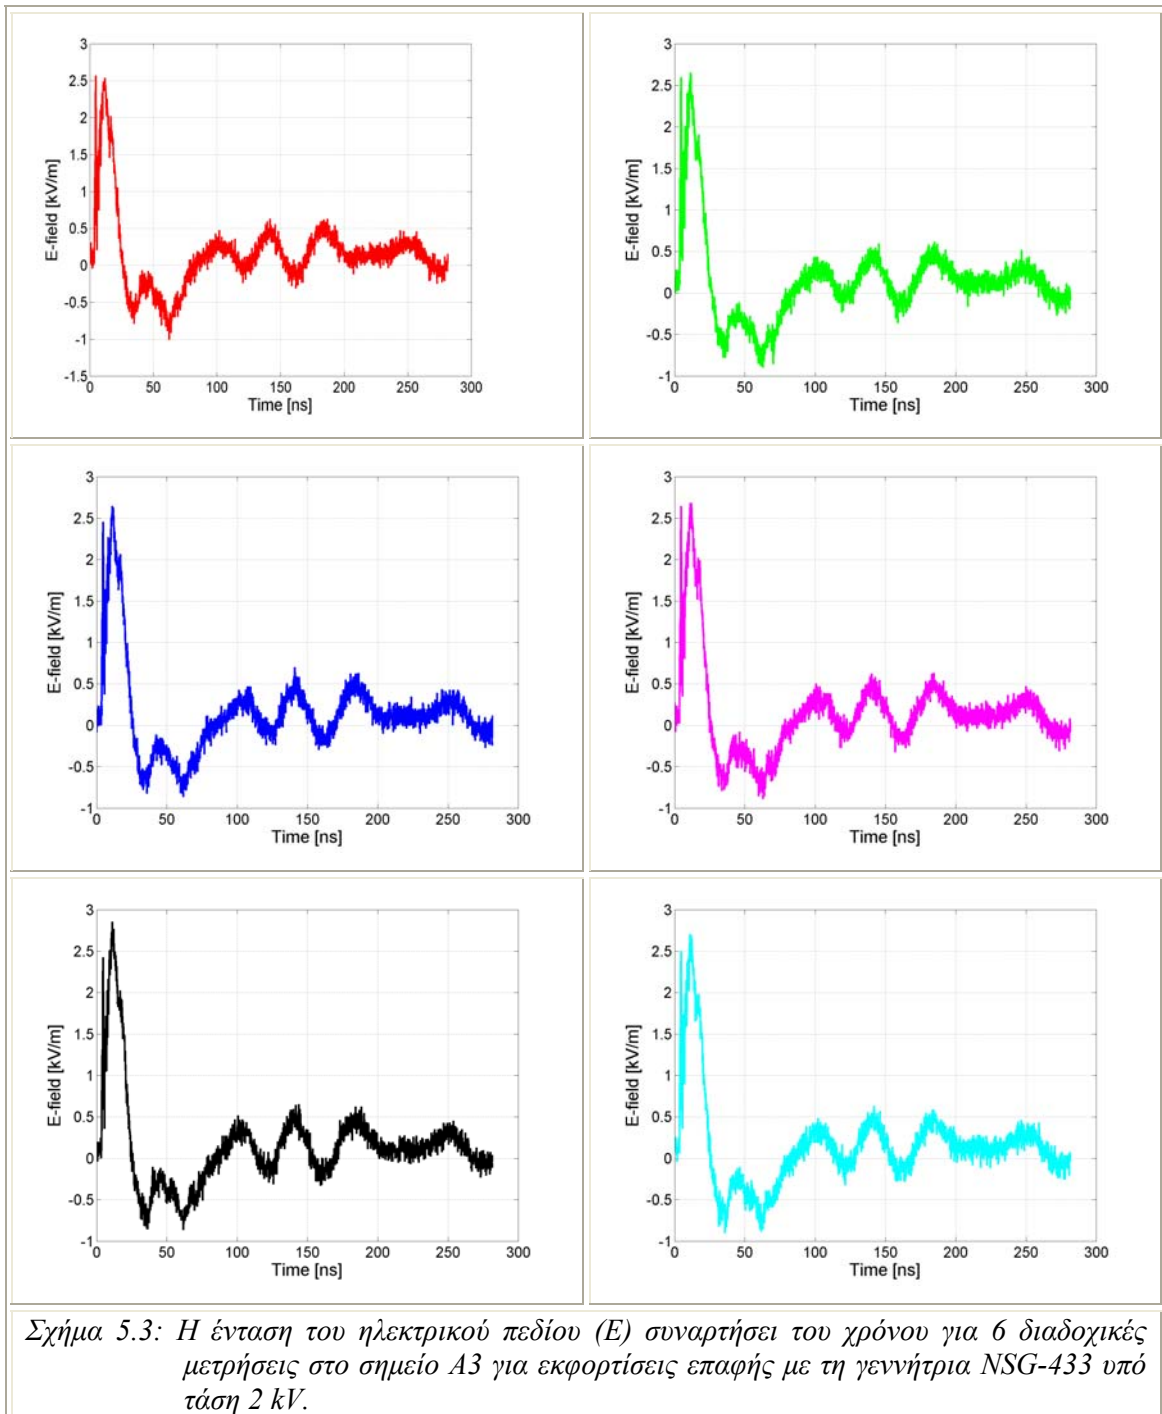 3
2.5
2
1.5
1
0.5
0
-0.5
-1
-1.5
0 50 100 150 200 250 300
E-field [kV/m]
Time [ns]
3
2.5
2
1.5
1
0.5
0
-0.5
-1
0 50 100 150 200 250 300
E-field [kV/m]
Time [ns]
3
2.5
2
1.5
1
0.5
0
-0.5
-1
0 50 100 150 200 250 300
E-field [kV/m]
Time [ns]
3
2.5
2
1.5
1
0.5
0
-0.5
-1
0 50 100 150 200 250 300
E-field [kV/m]
Time [ns]
3
2.5
2
1.5
1
0.5
0
-0.5
-1
0 50 100 150 200 250 300
E-field [kV/m]
Time [ns]
3
2.5
2
1.5
1
0.5
0
-0.5
-1
0 50 100 150 200 250 300
E-field [kV/m]
Time [ns]
Σχήμα 5.3: Η ένταση του ηλεκτρικού πεδίου (Ε) συναρτήσει του χρόνου για 6 διαδοχικές
μετρήσεις στο σημείο Α3 για εκφορτίσεις επαφής με τη γεννήτρια NSG-433 υπό
τάση 2 kV.